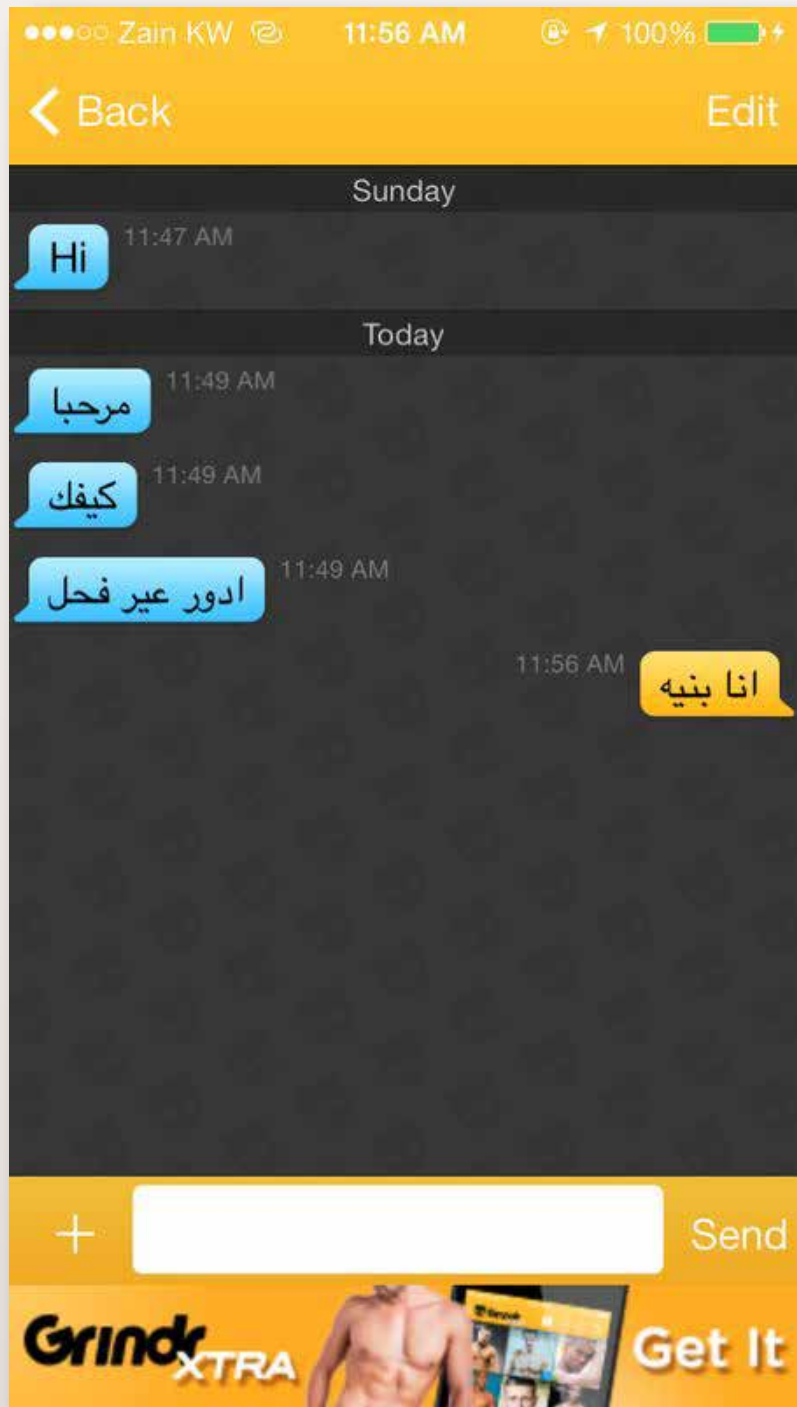 Zain KW 11:56 AM 100%
Back Edit
Sunday
Hi 11:47 AM
Today
مرحبا 11:49 AM
كيفك 11:49 AM
ادور عير فحل 11:49 AM
11:56 AM انا بنيه
+ Send
Grindr XTRA Get It